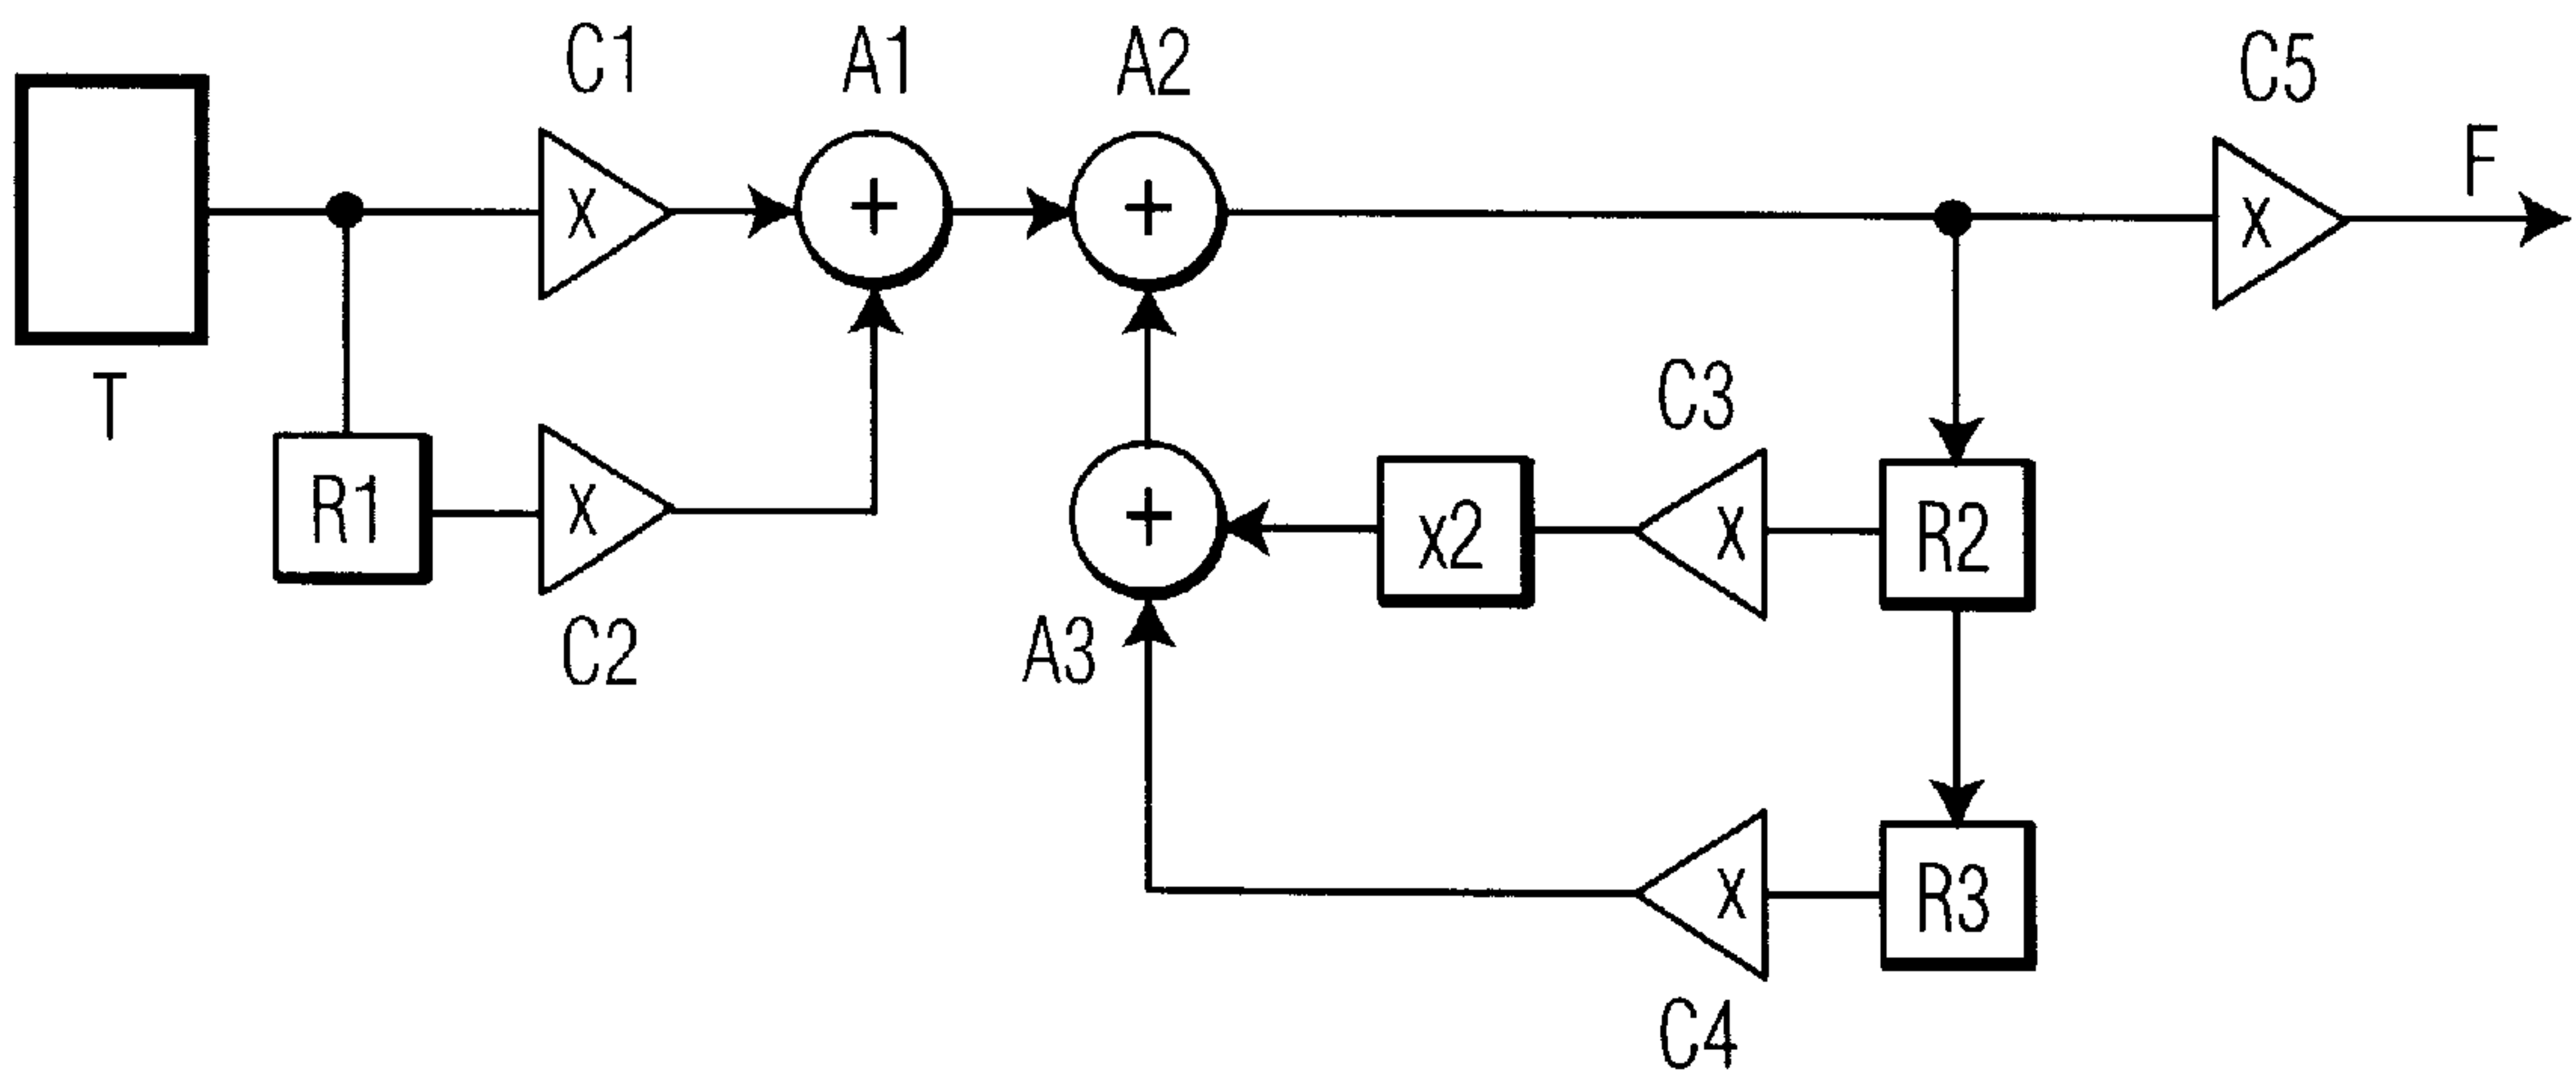 C1 A1 A2 C5
F
X + + X
T
C3
R1 X + x2 X R2
C2 A3
X R3
C4